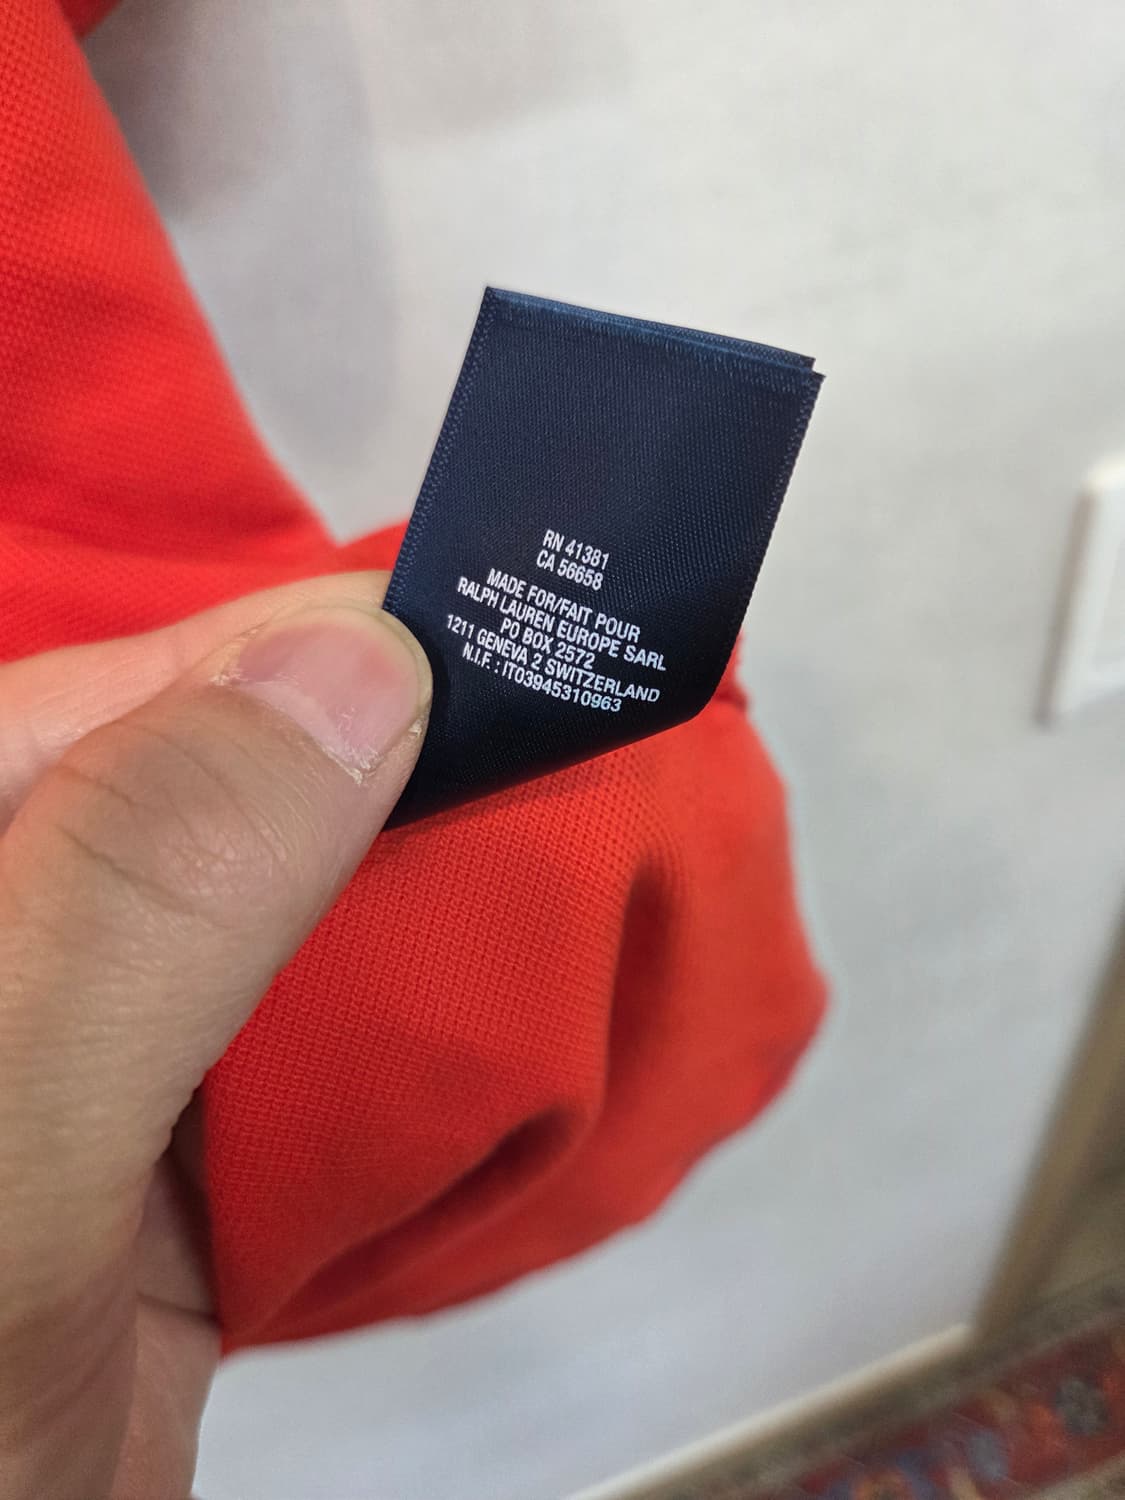 RN 41381
CA 56658
MADE FOR/FAIT POUR
RALPH LAUREN EUROPE SARL
PO BOX 2572
1211 GENEVA 2 SWITZERLAND
N.I.F. : IT03945310963